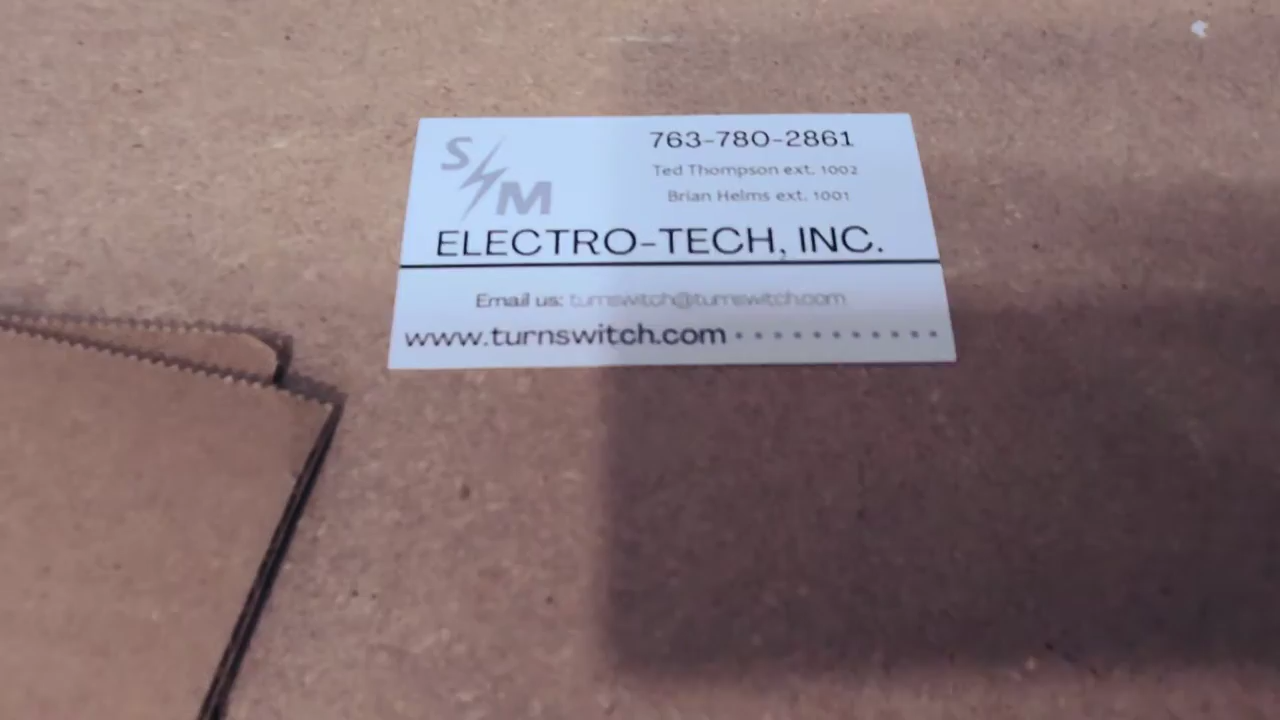 S M
763-780-2861
Ted Thompson ext. 1002
Brian Helms ext. 1001
ELECTRO-TECH, INC.
Email us: turnswitch@turnswitch.com
www.turnswitch.com